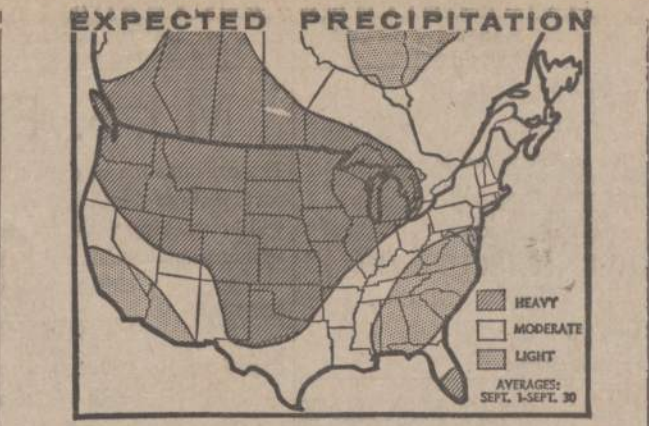 EXPECTED PRECIPITATION
HEAVY
MODERATE
LIGHT
AVERAGES:
SEPT. 1-SEPT. 30